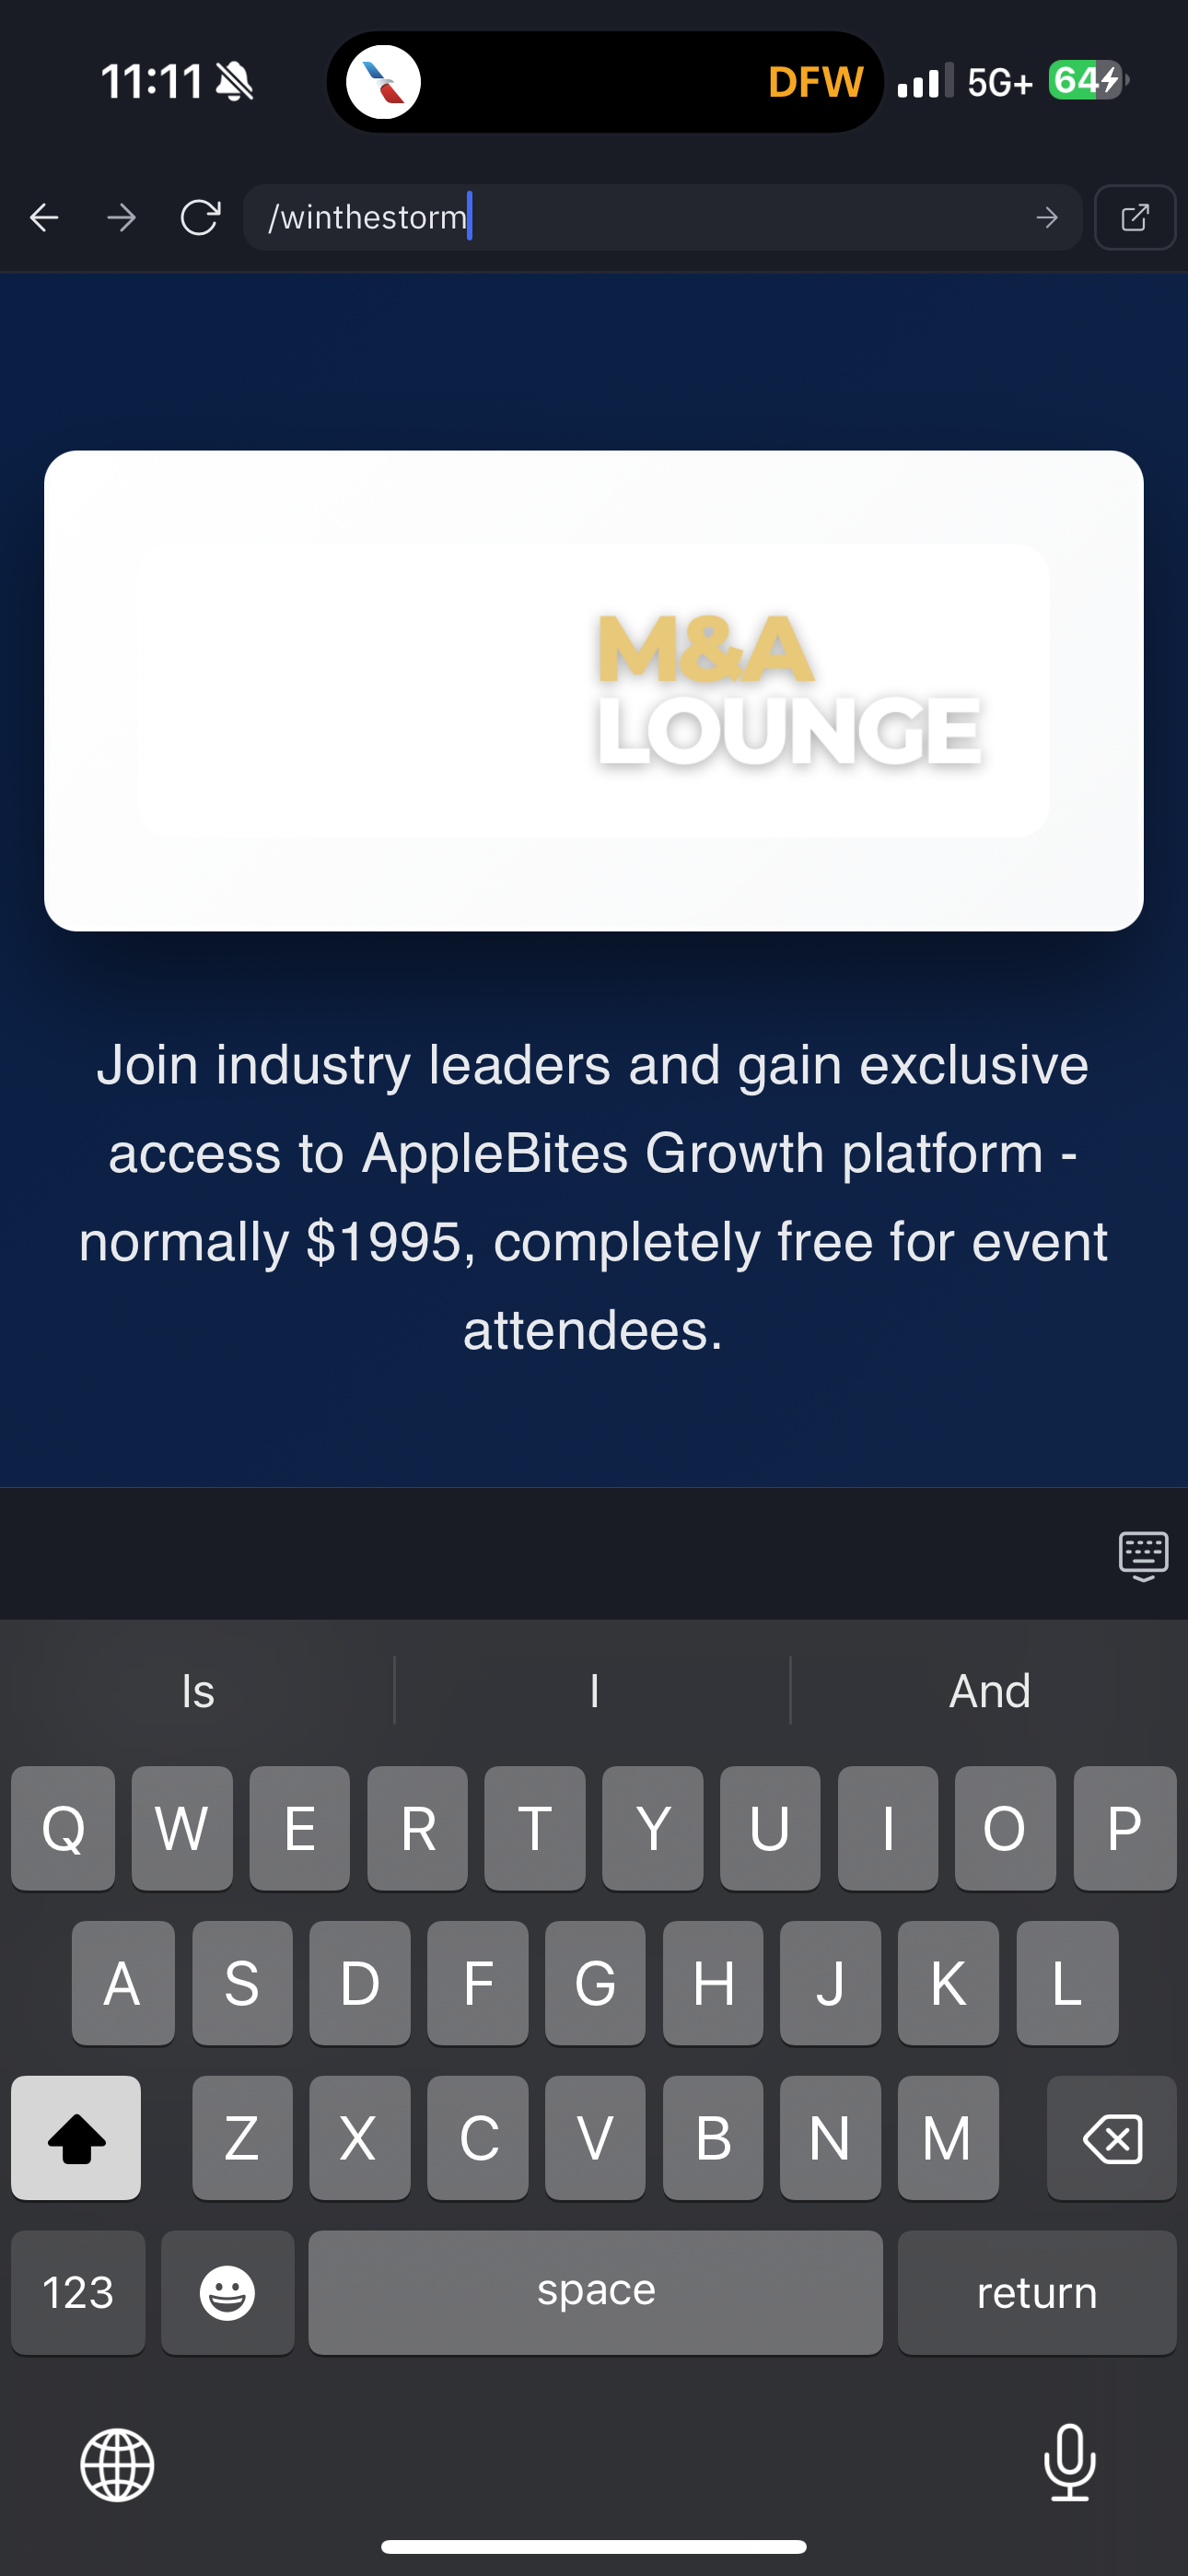 11:11 DFW 5G+ 64
/winthestorm
M&A
LOUNGE
Join industry leaders and gain exclusive
access to AppleBites Growth platform -
normally $1995, completely free for event
attendees.
Is I And
Q W E R T Y U I O P
A S D F G H J K L
Z X C V B N M
123 space return